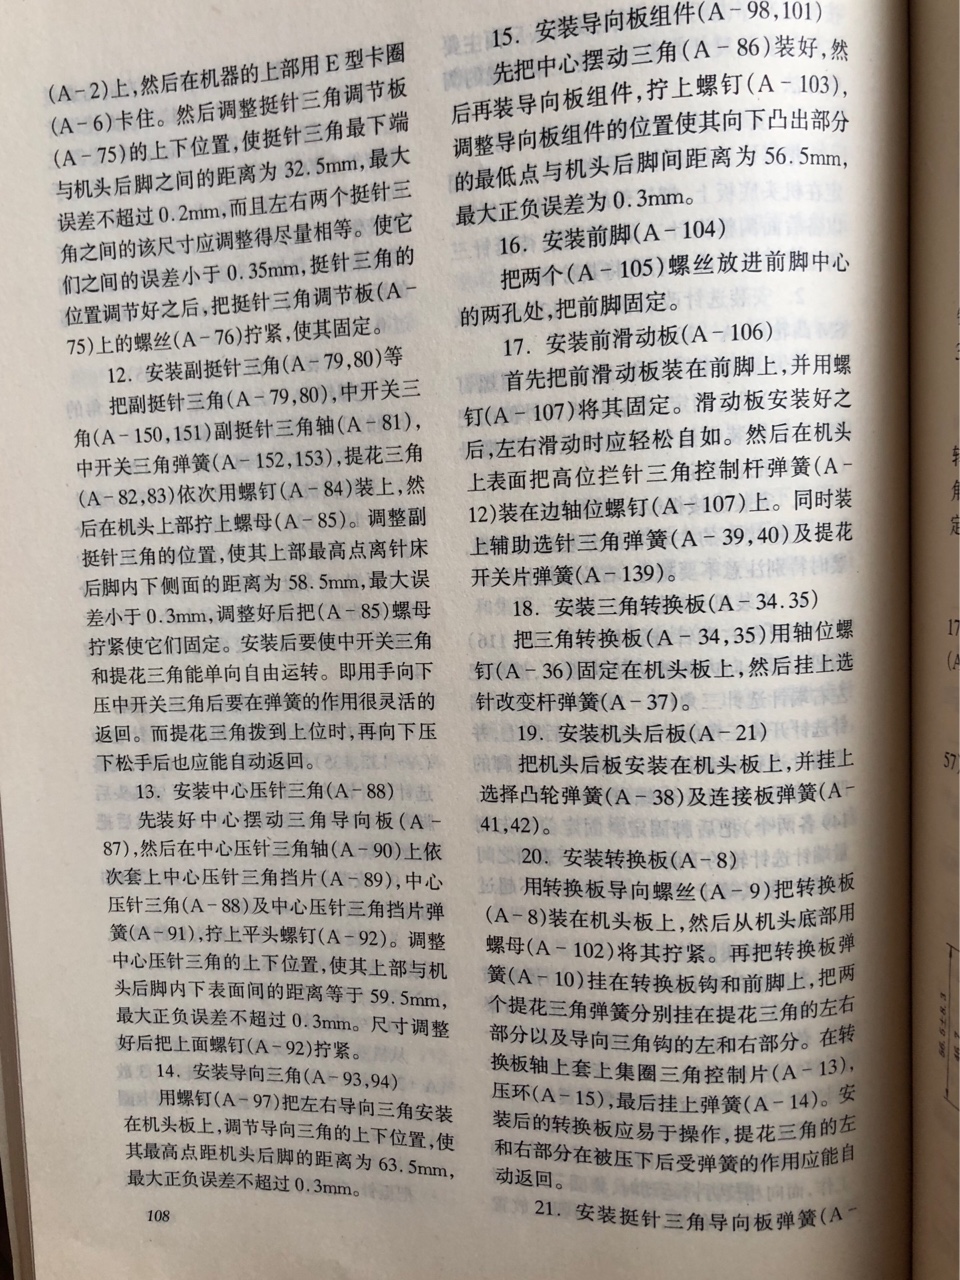 (A-2)上,然后在机器的上部用E型卡圈
(A-6)卡住。然后调整挺针三角调节板
(A-75)的上下位置,使挺针三角最下端
与机头后脚之间的距离为32.5mm,最大
误差不超过0.2mm,而且左右两个挺针三
角之间的该尺寸应调整得尽量相等。使它
们之间的误差小于0.35mm,挺针三角的
位置调节好之后,把挺针三角调节板(A-
75)上的螺丝(A-76)拧紧,使其固定。
12. 安装副挺针三角(A-79,80)等
把副挺针三角(A-79,80),中开关三
角(A-150,151)副挺针三角轴(A-81),
中开关三角弹簧(A-152,153),提花三角
(A-82,83)依次用螺钉(A-84)装上,然
后在机头上部拧上螺母(A-85)。调整副
挺针三角的位置,使其上部最高点离针床
后脚内下侧面的距离为58.5mm,最大误
差小于0.3mm,调整好后把(A-85)螺母
拧紧使它们固定。安装后要使中开关三角
和提花三角能单向自由运转。即用手向下
压中开关三角后要在弹簧的作用很灵活的
返回。而提花三角拨到上位时,再向下压
下松手后也应能自动返回。
13. 安装中心压针三角(A-88)
先装好中心摆动三角导向板(A-
87),然后在中心压针三角轴(A-90)上依
次套上中心压针三角挡片(A-89),中心
压针三角(A-88)及中心压针三角挡片弹
簧(A-91),拧上平头螺钉(A-92)。调整
中心压针三角的上下位置,使其上部与机
头后脚内下表面间的距离等于59.5mm,
最大正负误差不超过0.3mm。尺寸调整
好后把上面螺钉(A-92)拧紧。
14. 安装导向三角(A-93,94)
用螺钉(A-97)把左右导向三角安装
在机头板上,调节导向三角的上下位置,使
其最高点距机头后脚的距离为63.5mm,
最大正负误差不超过0.3mm。
108
15. 安装导向板组件(A-98,101)
先把中心摆动三角(A-86)装好,然
后再装导向板组件,拧上螺钉(A-103),
调整导向板组件的位置使其向下凸出部分
的最低点与机头后脚间距离为56.5mm,
最大正负误差为0.3mm。
16. 安装前脚(A-104)
把两个(A-105)螺丝放进前脚中心
的两孔处,把前脚固定。
17. 安装前滑动板(A-106)
首先把前滑动板装在前脚上,并用螺
钉(A-107)将其固定。滑动板安装好之
后,左右滑动时应轻松自如。然后在机头
上表面把高位拦针三角控制杆弹簧(A-
12)装在边轴位螺钉(A-107)上。同时装
上辅助选针三角弹簧(A-39,40)及提花
开关片弹簧(A-139)。
18. 安装三角转换板(A-34.35)
把三角转换板(A-34,35)用轴位螺
钉(A-36)固定在机头板上,然后挂上选
针改变杆弹簧(A-37)。
19. 安装机头后板(A-21)
把机头后板安装在机头板上,并挂上
选择凸轮弹簧(A-38)及连接板弹簧(A-
41,42)。
20. 安装转换板(A-8)
用转换板导向螺丝(A-9)把转换板
(A-8)装在机头板上,然后从机头底部用
螺母(A-102)将其拧紧。再把转换板弹
簧(A-10)挂在转换板钩和前脚上,把两
个提花三角弹簧分别挂在提花三角的左右
部分以及导向三角钩的左和右部分。在转
换板轴上套上集圈三角控制片(A-13),
压环(A-15),最后挂上弹簧(A-14)。安
装后的转换板应易于操作,提花三角的左
和右部分在被压下后受弹簧的作用应能自
动返回。
21. 安装挺针三角导向板弹簧(A-
17
(A
57)